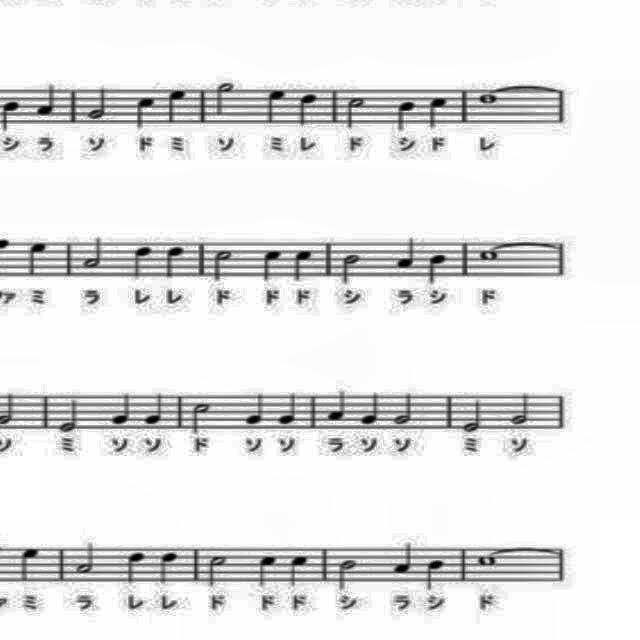 シ ラ ソ ド ミ ソ ミ レ ド シ ド レ
ァ ミ ラ レ レ ド ド ド シ ラ シ ド
ソ ミ ソ ソ ド ソ ソ ラ ソ ソ ミ ソ
ァ ミ ラ レ レ ド ド ド シ ラ シ ド